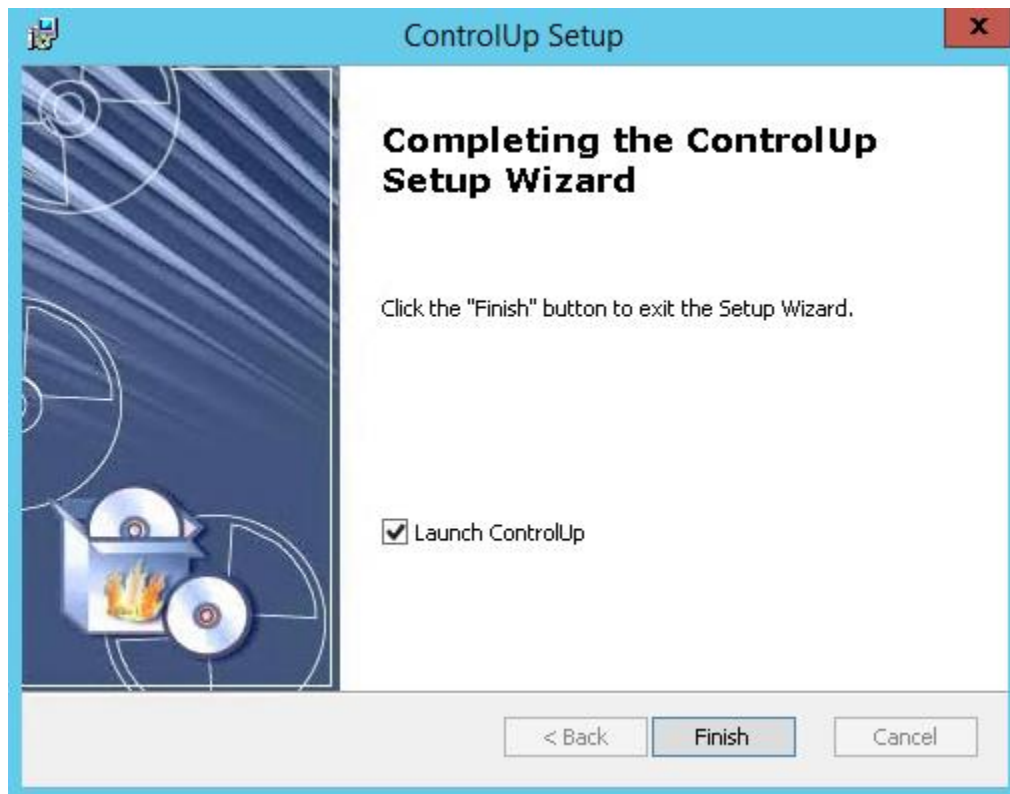 ControlUp Setup
x
Completing the ControlUp
Setup Wizard
Click the "Finish" button to exit the Setup Wizard.
Launch ControlUp
< Back Finish Cancel